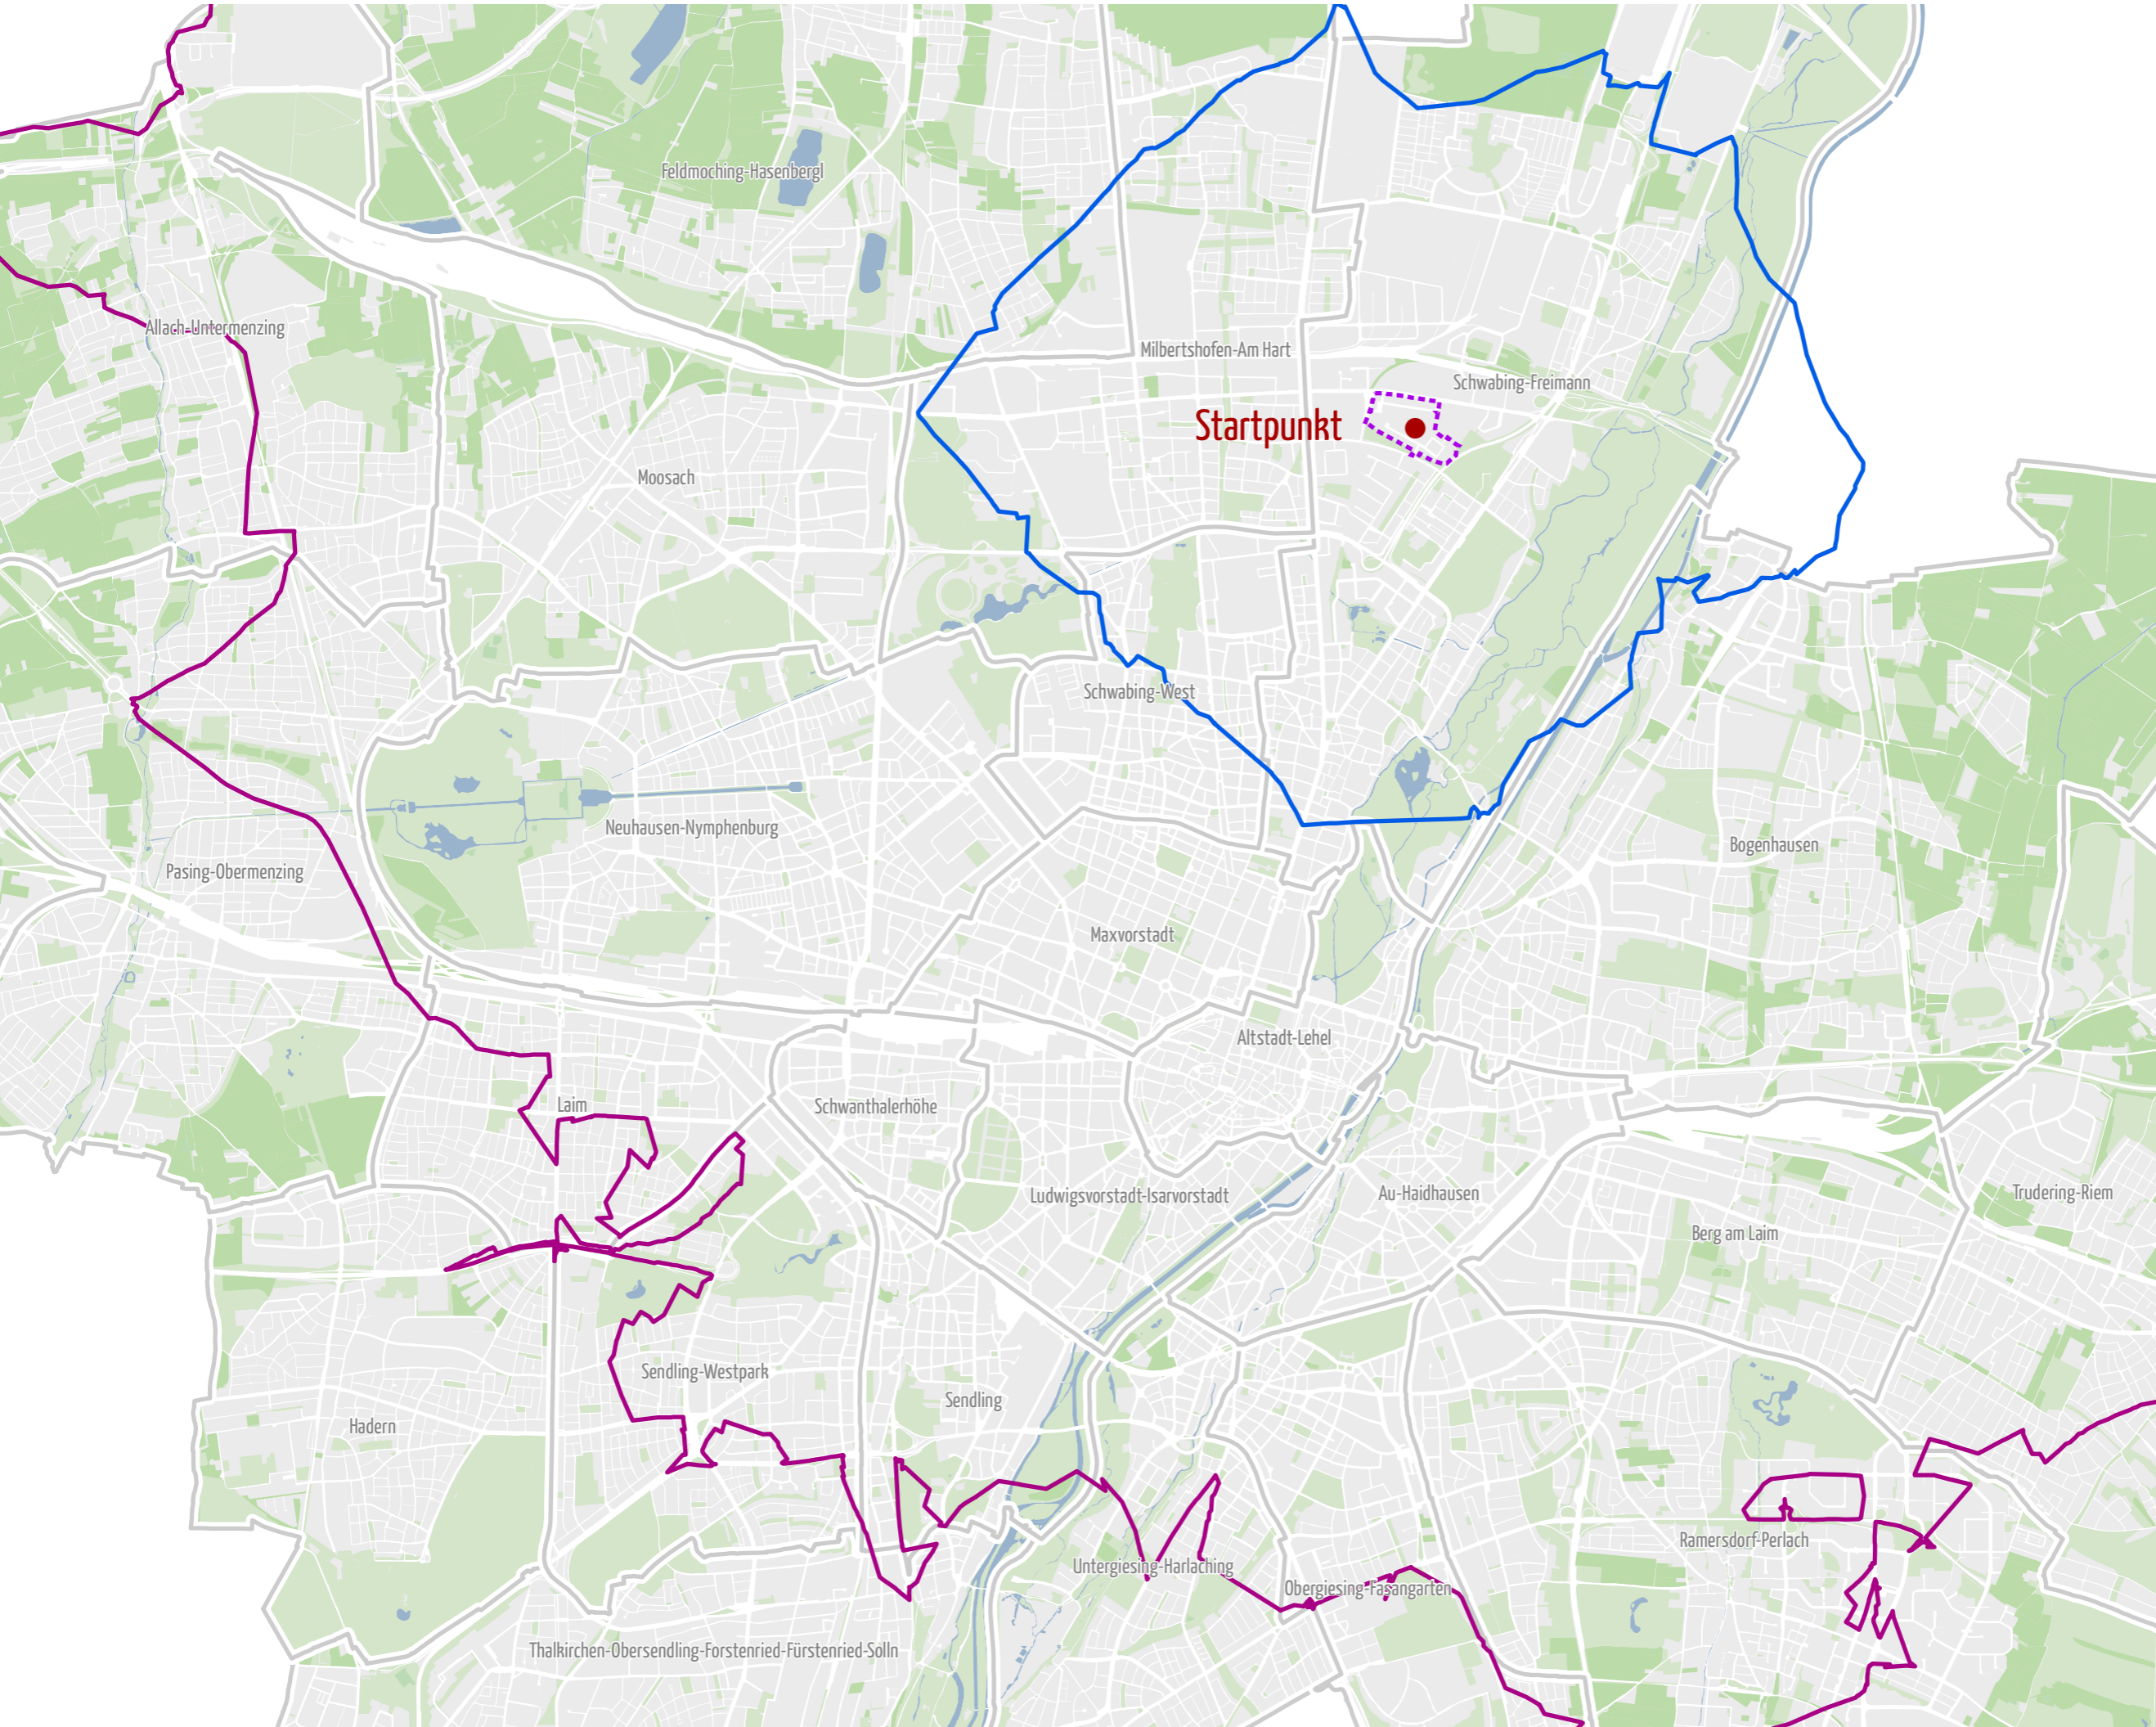 Feldmoching-Hasenbergl
Allach-Untermenzing
Milbertshofen-Am Hart
Schwabing-Freimann
Startpunkt
Moosach
Schwabing-West
Neuhausen-Nymphenburg
Bogenhausen
Pasing-Obermenzing
Maxvorstadt
Altstadt-Lehel
Laim
Schwanthalerhöhe
Ludwigsvorstadt-Isarvorstadt
Au-Haidhausen
Trudering-Riem
Berg am Laim
Sendling-Westpark
Sendling
Hadern
Ramersdorf-Perlach
Untergiesing-Harlaching
Obergiesing-Fasangarten
Thalkirchen-Obersendling-Forstenried-Fürstenried-Solln